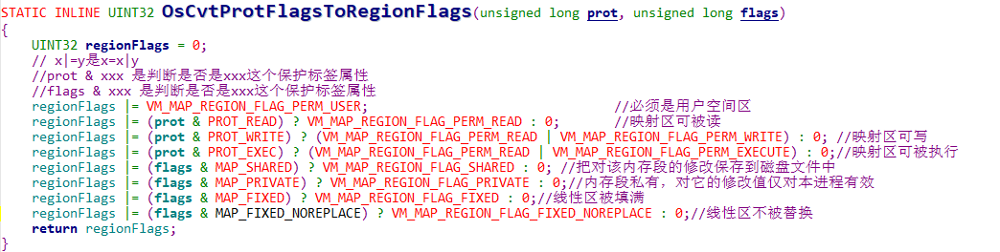 STATIC INLINE UINT32 OsCvtProtFlagsToRegionFlags(unsigned long prot, unsigned long flags)
{
    UINT32 regionFlags = 0;
    // x|=y是x=x|y
    //prot & xxx 是判断是否是xxx这个保护标签属性
    //flags & xxx 是判断是否是xxx这个保护标签属性
    regionFlags |= VM_MAP_REGION_FLAG_PERM_USER;                                //必须是用户空间区
    regionFlags |= (prot & PROT_READ) ? VM_MAP_REGION_FLAG_PERM_READ : 0;       //映射区可被读
    regionFlags |= (prot & PROT_WRITE) ? (VM_MAP_REGION_FLAG_PERM_READ | VM_MAP_REGION_FLAG_PERM_WRITE) : 0; //映射区可写
    regionFlags |= (prot & PROT_EXEC) ? (VM_MAP_REGION_FLAG_PERM_READ | VM_MAP_REGION_FLAG_PERM_EXECUTE) : 0;//映射区可被执行
    regionFlags |= (flags & MAP_SHARED) ? VM_MAP_REGION_FLAG_SHARED : 0; //把对该内存段的修改保存到磁盘文件中
    regionFlags |= (flags & MAP_PRIVATE) ? VM_MAP_REGION_FLAG_PRIVATE : 0;//内存段私有，对它的修改值仅对本进程有效
    regionFlags |= (flags & MAP_FIXED) ? VM_MAP_REGION_FLAG_FIXED : 0;//线性区被填满
    regionFlags |= (flags & MAP_FIXED_NOREPLACE) ? VM_MAP_REGION_FLAG_FIXED_NOREPLACE : 0;//线性区不被替换
    return regionFlags;
}